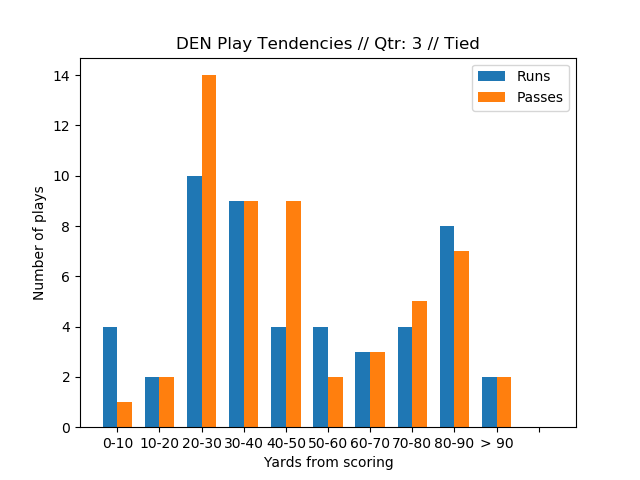 DEN Play Tendencies // Qtr: 3 // Tied
Runs
Passes
Number of plays
14
12
10
8
6
4
2
0
0-10 10-20 20-30 30-40 40-50 50-60 60-70 70-80 80-90 > 90
Yards from scoring